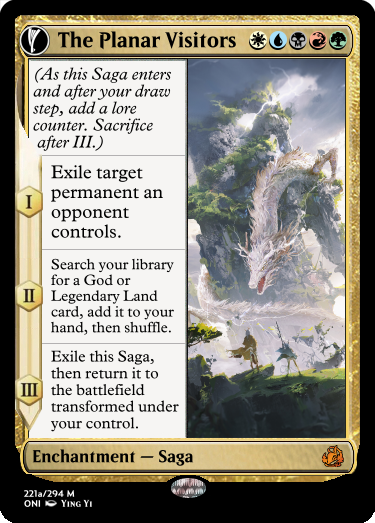 The Planar Visitors
(As this Saga enters
and after your draw
step, add a lore
counter. Sacrifice
after III.)
I
Exile target
permanent an
opponent
controls.
II
Search your library
for a God or
Legendary Land
card, add it to your
hand, then shuffle.
III
Exile this Saga,
then return it to
the battlefield
transformed under
your control.
Enchantment — Saga
221a/294 M
ONI Ying Yi